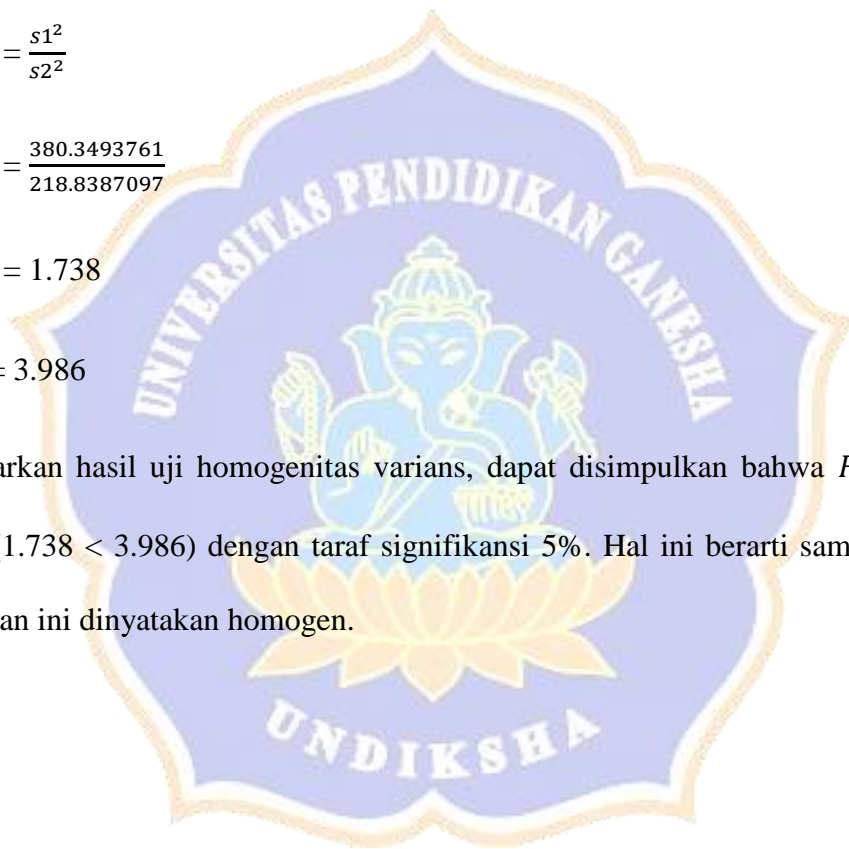 = s1²/s2²
= 380.3493761/218.8387097
= 1.738
= 3.986
arkan hasil uji homogenitas varians, dapat disimpulkan bahwa F
(1.738 < 3.986) dengan taraf signifikansi 5%. Hal ini berarti sam
an ini dinyatakan homogen.
UNIVERSITAS PENDIDIKAN GANESHA
UNDIKSHA